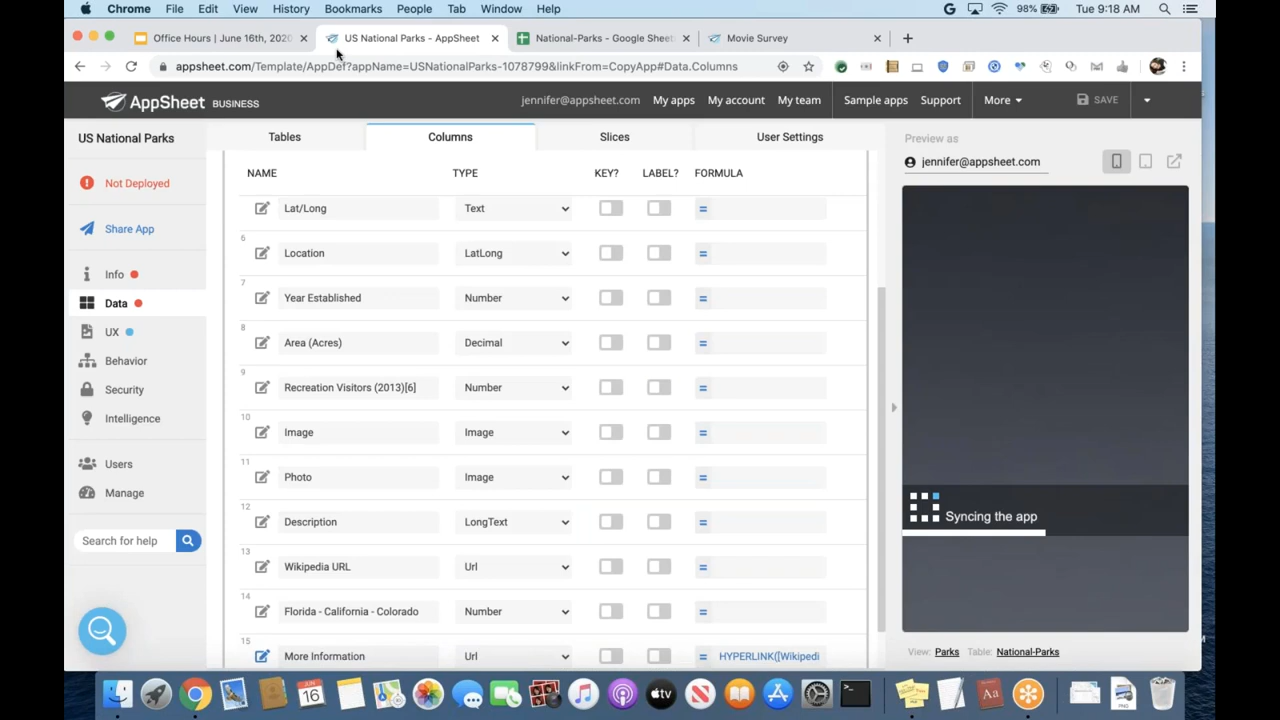 Chrome File Edit View History Bookmarks People Tab Window Help 98% Tue 9:18 AM
Office Hours | June 16th, 2020 US National Parks - AppSheet National-Parks - Google Sheets Movie Survey
appsheet.com/Template/AppDef?appName=USNationalParks-1078799&linkFrom=CopyApp#Data.Columns
AppSheet BUSINESS jennifer@appsheet.com My apps My account My team Sample apps Support More SAVE
US National Parks Tables Columns Slices User Settings Preview as
jennifer@appsheet.com
NAME TYPE KEY? LABEL? FORMULA
Not Deployed
Lat/Long Text =
Share App
6
Location LatLong =
Info
7
Data Year Established Number =
8
UX Area (Acres) Decimal =
Behavior
9
Security Recreation Visitors (2013)[6] Number =
Intelligence 10
Image Image =
Users 11
Photo Image =
Manage
12
Description LongText = Syncing the app
Search for help
13
Wikipedia URL Url =
14
Florida - California - Colorado Number =
15
More Information Url = HYPERLINK("wikipedi View: Parks Table: National-Parks
16
Aa